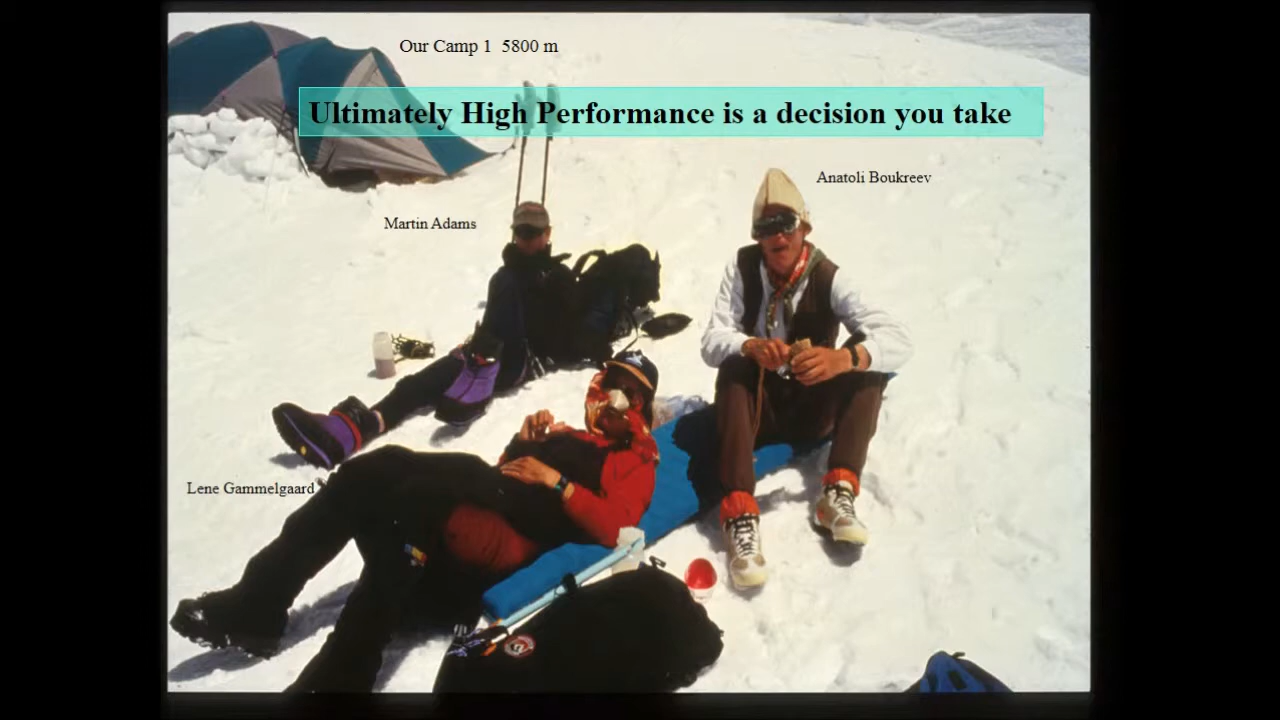 Our Camp 1 5800 m
Ultimately High Performance is a decision you take
Anatoli Boukreev
Martin Adams
Lene Gammelgaard